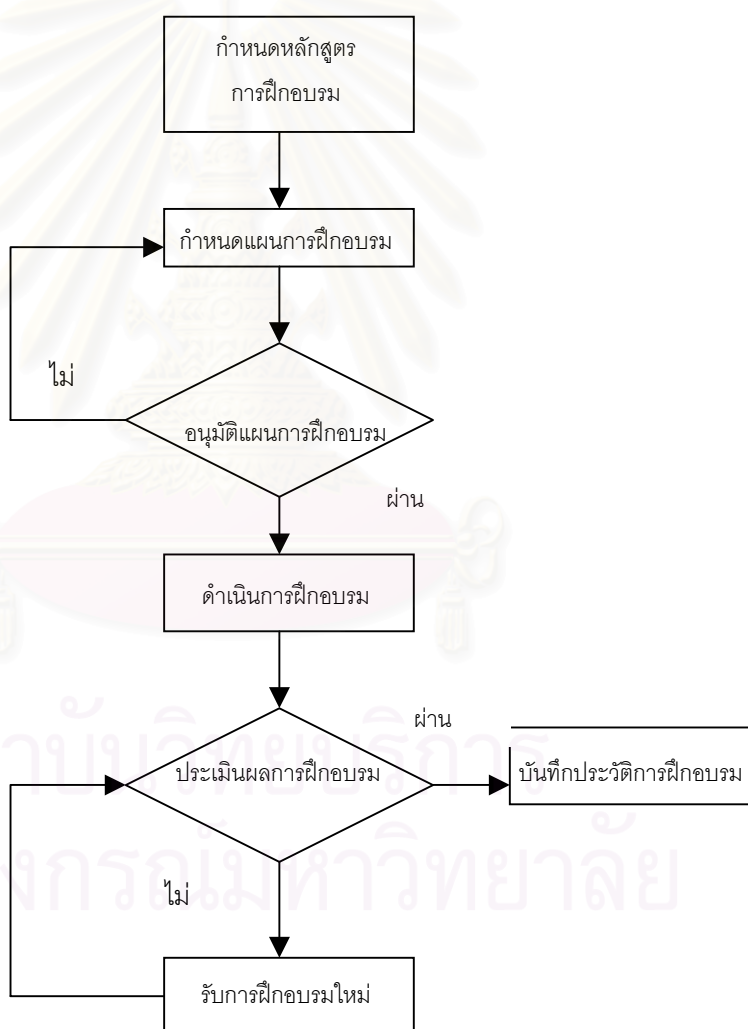 กำหนดหลักสูตร
การฝึกอบรม
กำหนดแผนการฝึกอบรม
ไม่
อนุมัติแผนการฝึกอบรม
ผ่าน
ดำเนินการฝึกอบรม
ผ่าน
ประเมินผลการฝึกอบรม
บันทึกประวัติการฝึกอบรม
ไม่
รับการฝึกอบรมใหม่